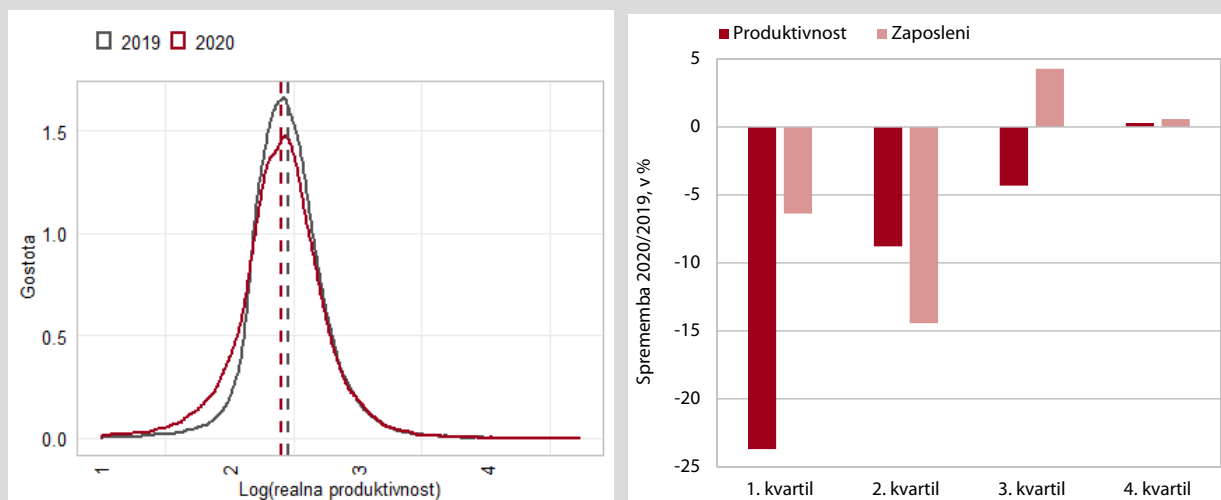 2019 2020
Gostota
1.5
1.0
0.5
0.0
1 2 3 4
Log(realna produktivnost)
Produktivnost Zaposleni
Sprememba 2020/2019, v %
5
0
-5
-10
-15
-20
-25
1. kvartil 2. kvartil 3. kvartil 4. kvartil